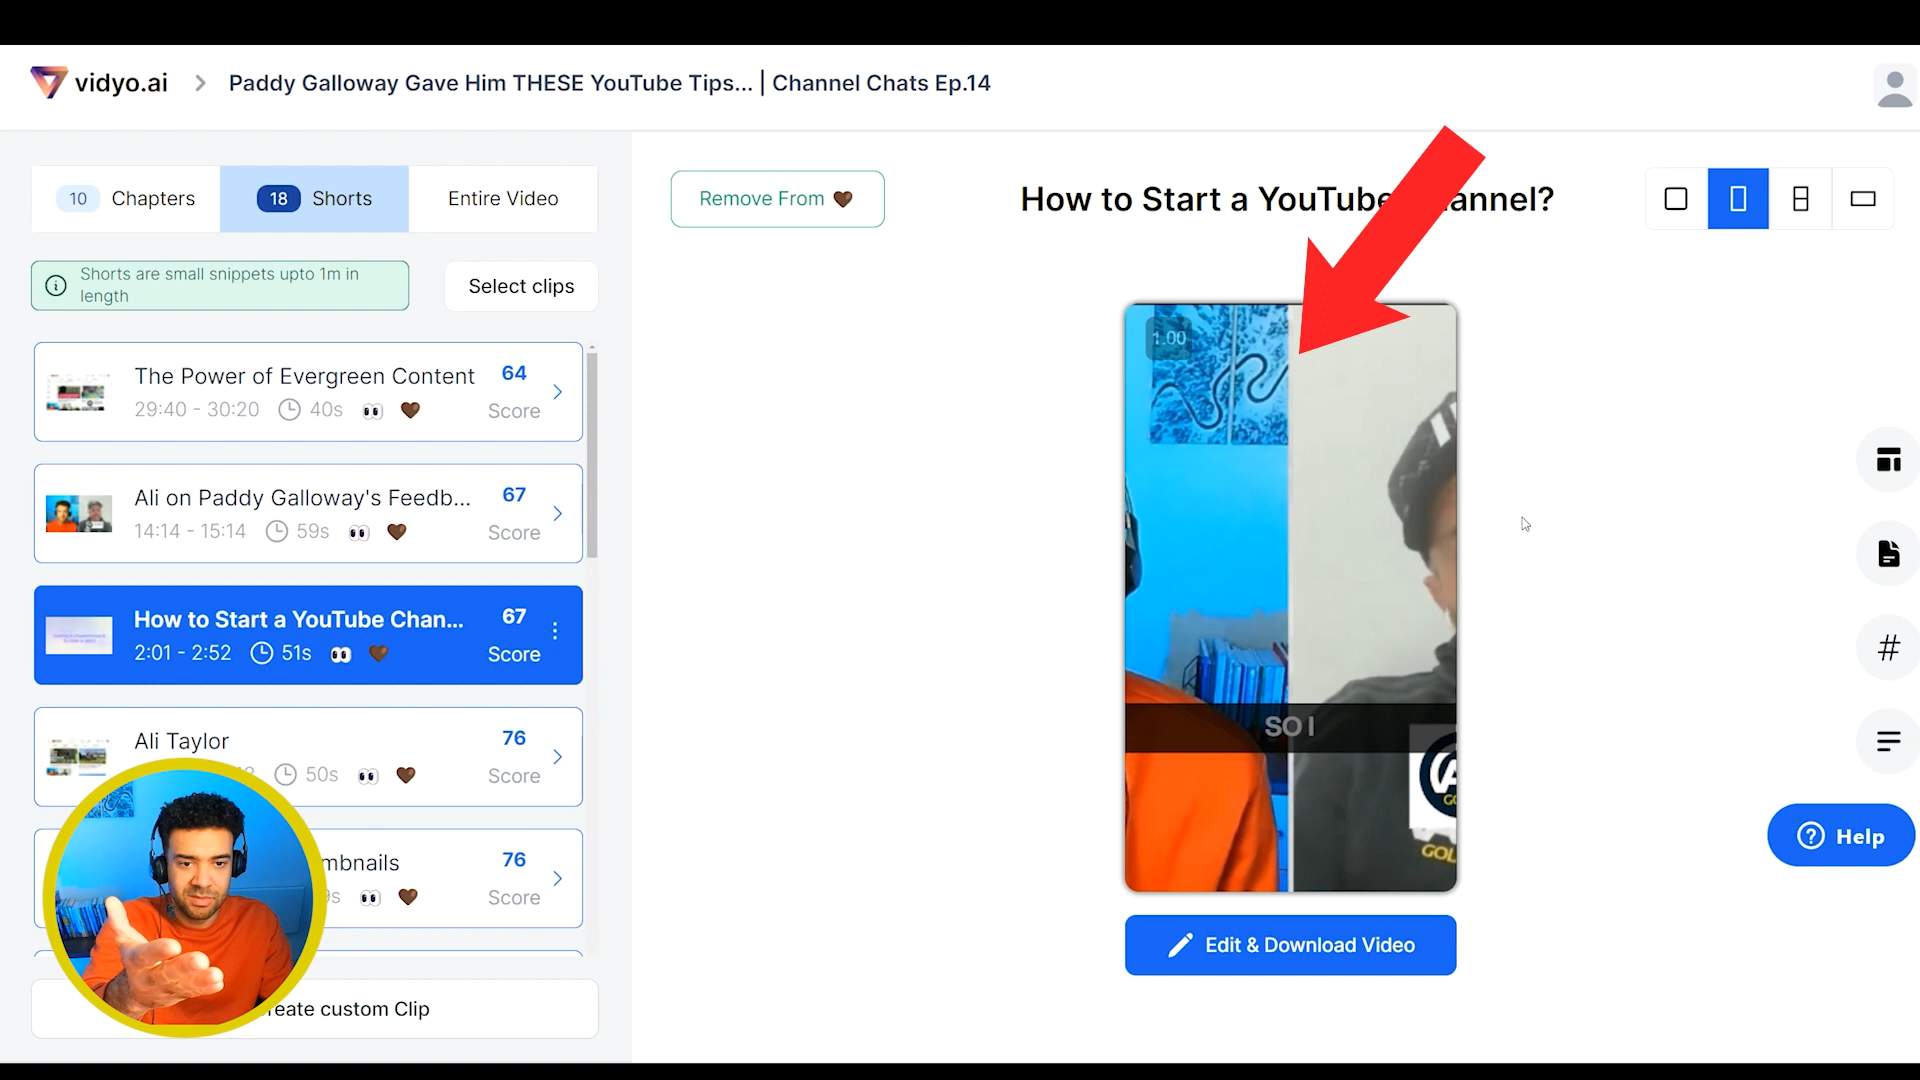 vidyo.ai
Paddy Galloway Gave Him THESE YouTube Tips... | Channel Chats Ep.14
10 Chapters
18 Shorts
Entire Video
Remove From
How to Start a YouTube annel?
Shorts are small snippets upto 1m in
length
Select clips
The Power of Evergreen Content
64
29:40 - 30:20
40s
Score
Ali on Paddy Galloway's Feedb...
67
14:14 - 15:14
59s
Score
How to Start a YouTube Chan...
67
2:01 - 2:52
51s
Score
Ali Taylor
76
50s
Score
mbnails
76
Score
reate custom Clip
1.00
SO I
GOL
Edit & Download Video
#
Help